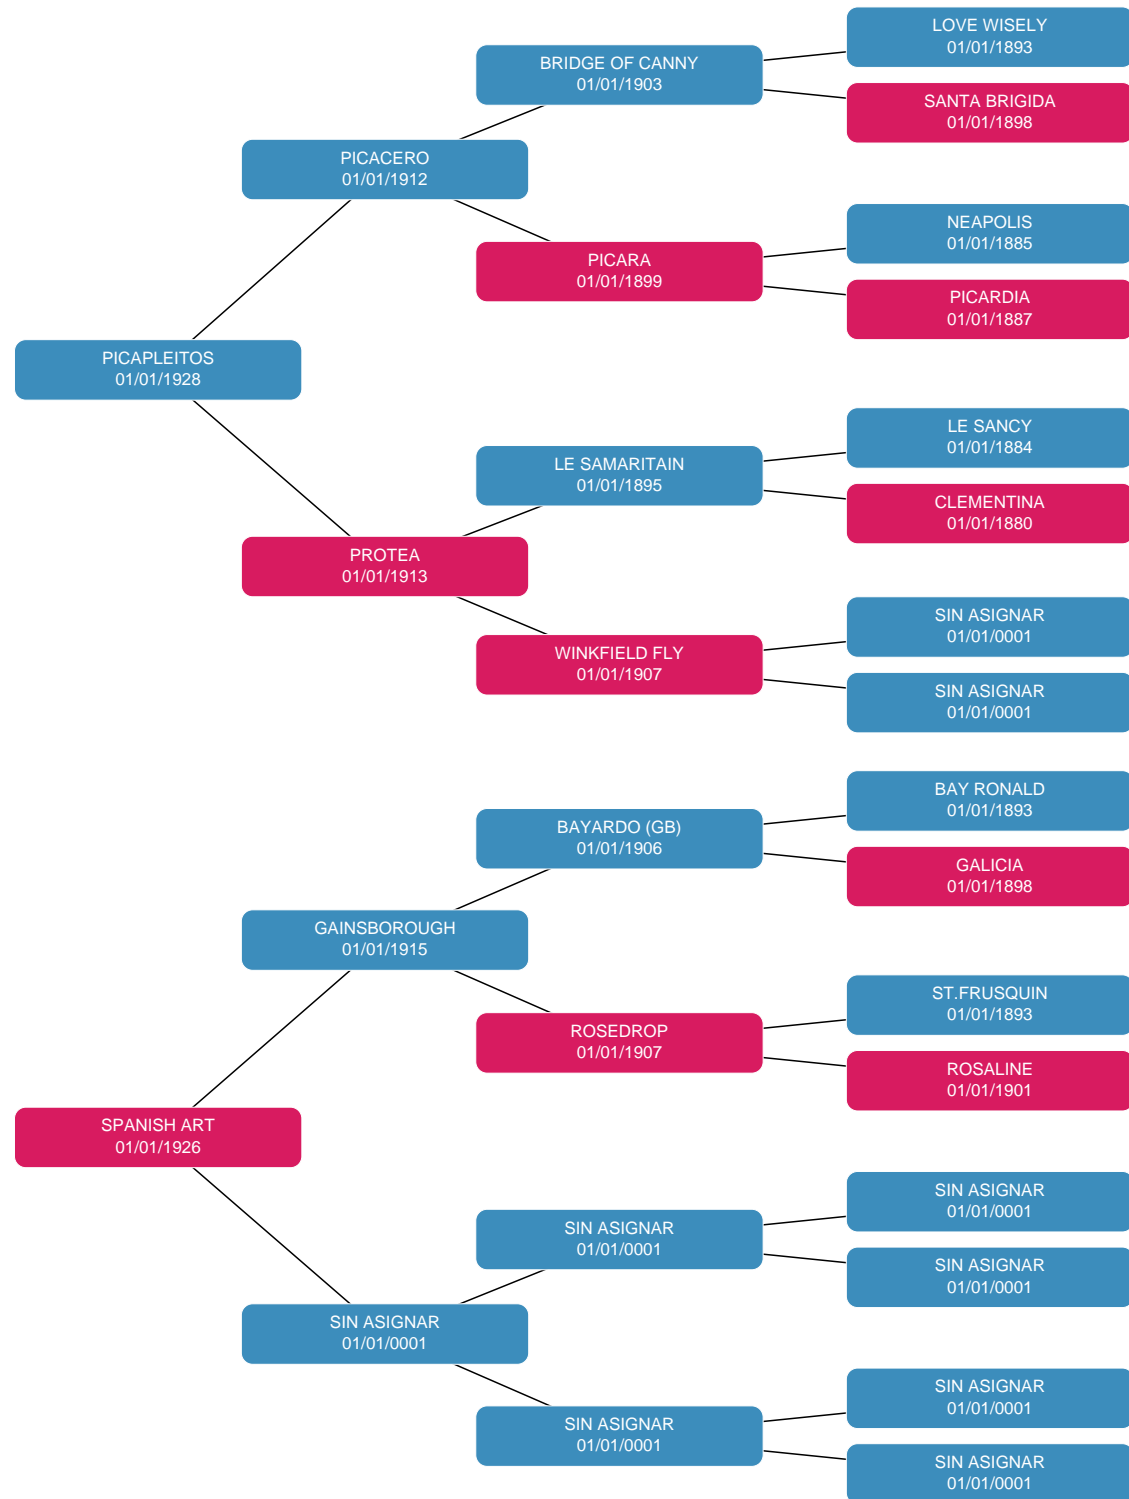 LOVE WISELY
01/01/1893
BRIDGE OF CANNY
01/01/1903
SANTA BRIGIDA
01/01/1898
PICACERO
01/01/1912
NEAPOLIS
01/01/1885
PICARA
01/01/1899
PICARDIA
01/01/1887
PICAPLEITOS
01/01/1928
LE SANCY
01/01/1884
LE SAMARITAIN
01/01/1895
CLEMENTINA
01/01/1880
PROTEA
01/01/1913
SIN ASIGNAR
01/01/0001
WINKFIELD FLY
01/01/1907
SIN ASIGNAR
01/01/0001
BAY RONALD
01/01/1893
BAYARDO (GB)
01/01/1906
GALICIA
01/01/1898
GAINSBOROUGH
01/01/1915
ST.FRUSQUIN
01/01/1893
ROSEDROP
01/01/1907
ROSALINE
01/01/1901
SPANISH ART
01/01/1926
SIN ASIGNAR
01/01/0001
SIN ASIGNAR
01/01/0001
SIN ASIGNAR
01/01/0001
SIN ASIGNAR
01/01/0001
SIN ASIGNAR
01/01/0001
SIN ASIGNAR
01/01/0001
SIN ASIGNAR
01/01/0001